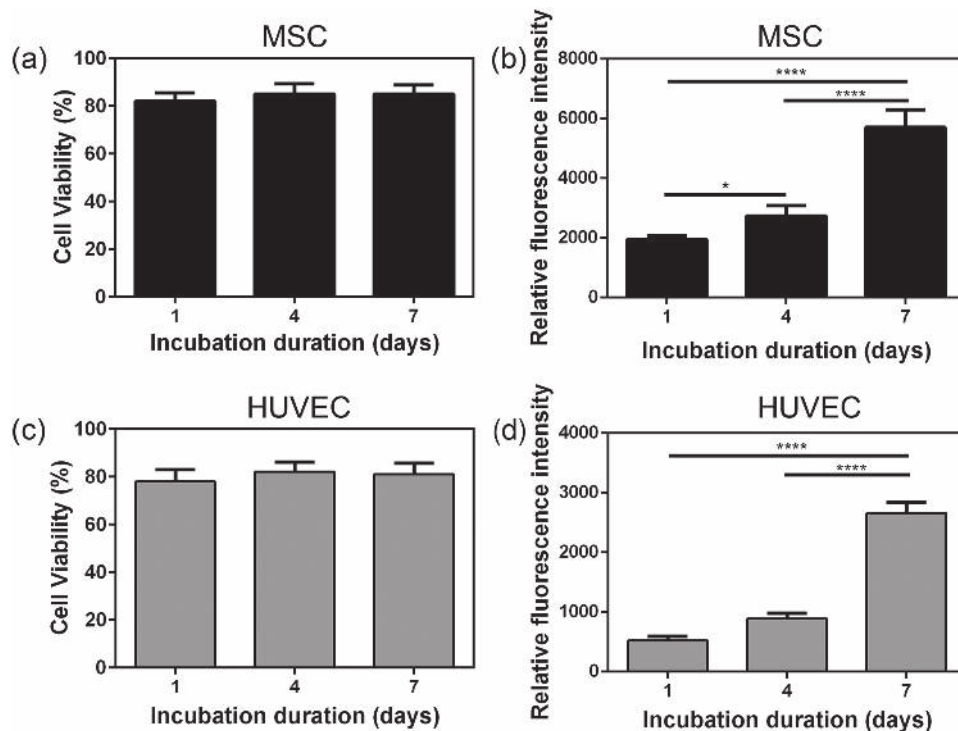 (a)
MSC
Cell Viability (%)
100
80
60
40
20
0
1
4
7
Incubation duration (days)
(b)
MSC
Relative fluorescence intensity
8000
6000
4000
2000
0
****
****
*
1
4
7
Incubation duration (days)
(c)
HUVEC
Cell Viability (%)
100
80
60
40
20
0
1
4
7
Incubation duration (days)
(d)
HUVEC
Relative fluorescence intensity
4000
3000
2000
1000
0
****
****
1
4
7
Incubation duration (days)